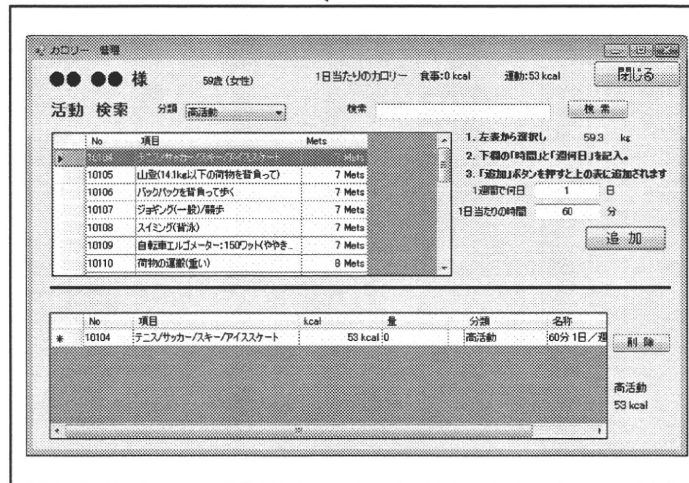 カロリー 管理
●● ●● 様 59歳(女性) 1日当たりのカロリー 食事:0 kcal 運動:53 kcal 閉じる
活動 検索 分類 高活動 検索 検 索
No 項目 Mets
10104 テニス/サッカー/スキー/アイススケート 7 Mets
10105 山登(14.1kg以下の荷物を背負って) 7 Mets
10106 バックパックを背負って歩く 7 Mets
10107 ジョギング(一般)/競歩 7 Mets
10108 スイミング(背泳) 7 Mets
10109 自転車エルゴメーター:150ワット(ややき... 7 Mets
10110 荷物の運搬(重い) 8 Mets
1. 左表から選択し 59.3 kg
2. 下欄の「時間」と「週何日」を記入。
3. 「追加」ボタンを押すと上の表に追加されます
1週間で何日 1 日
1日当たりの時間 60 分
追 加
No 項目 kcal 量 分類 名称
* 10104 テニス/サッカー/スキー/アイススケート 53 kcal 0 高活動 60分 1日/週
削 除
高活動
53 kcal